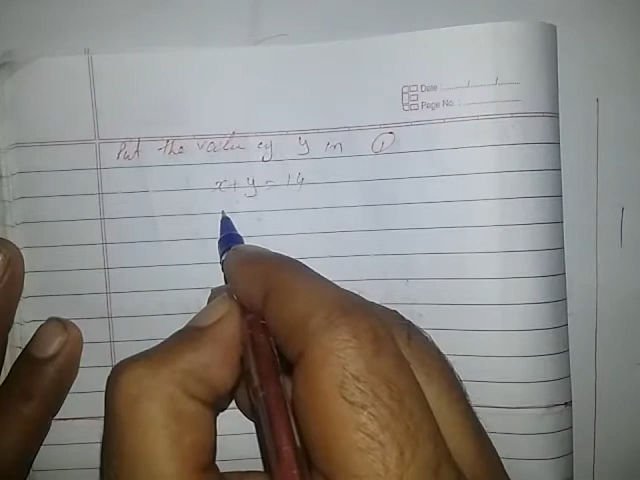 Date
Page No :
Put the value of y in ①
x + y = 14